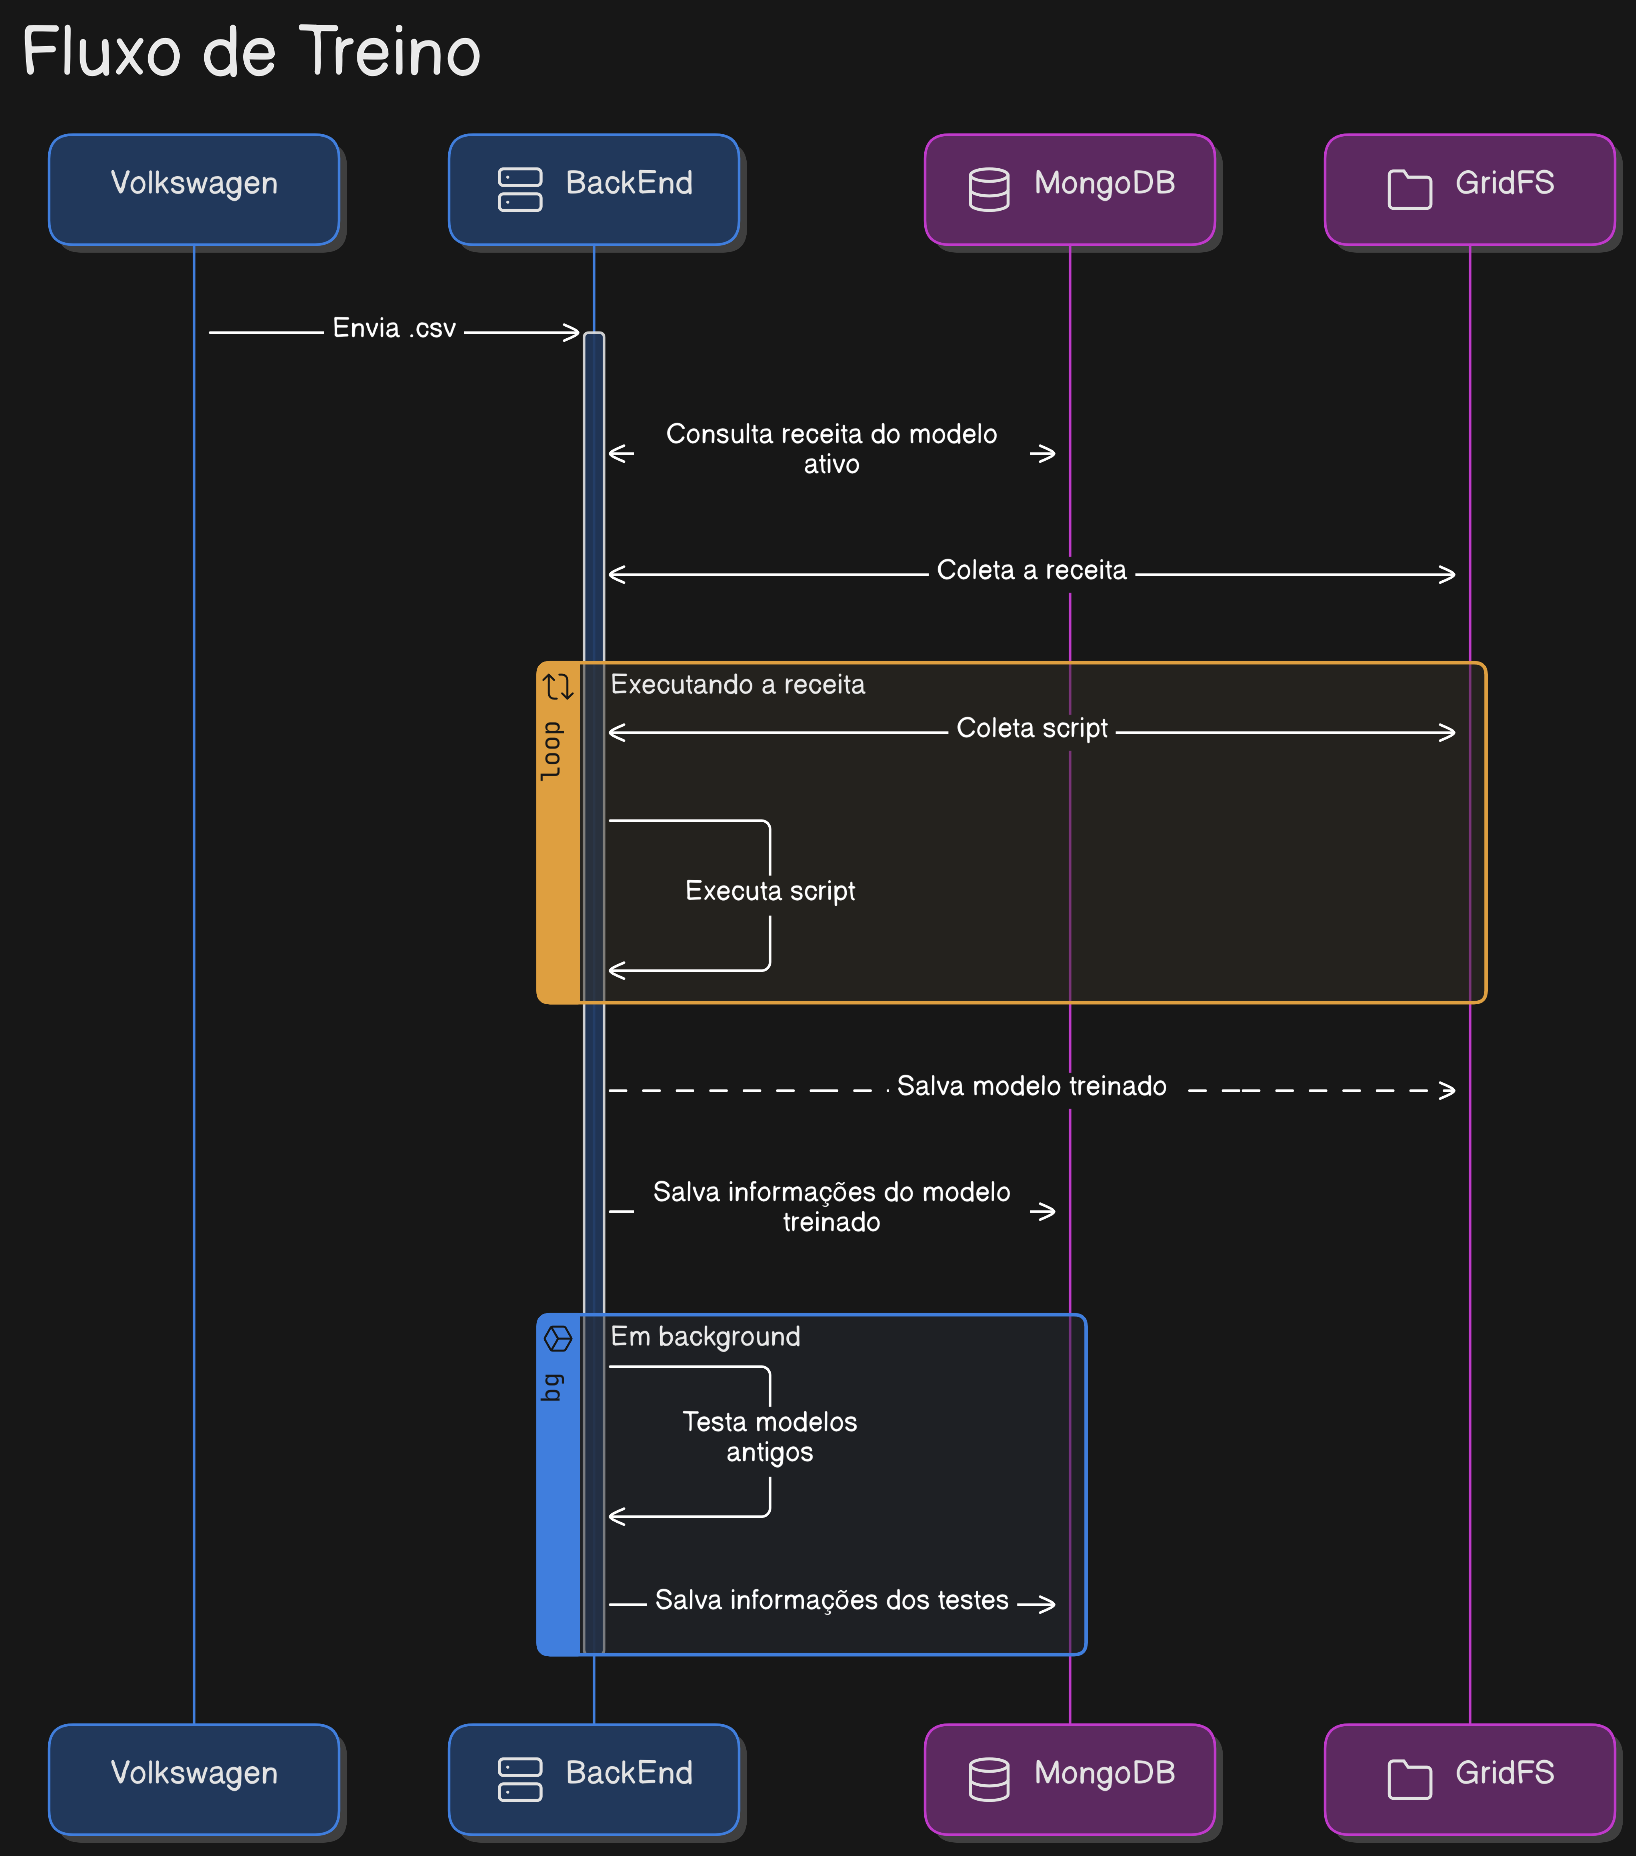 Fluxo de Treino
Volkswagen
BackEnd
MongoDB
GridFS
Envia .csv
Consulta receita do modelo
ativo
Coleta a receita
loop
Executando a receita
Coleta script
Executa script
Salva modelo treinado
Salva informações do modelo
treinado
bg
Em background
Testa modelos
antigos
Salva informações dos testes
Volkswagen
BackEnd
MongoDB
GridFS